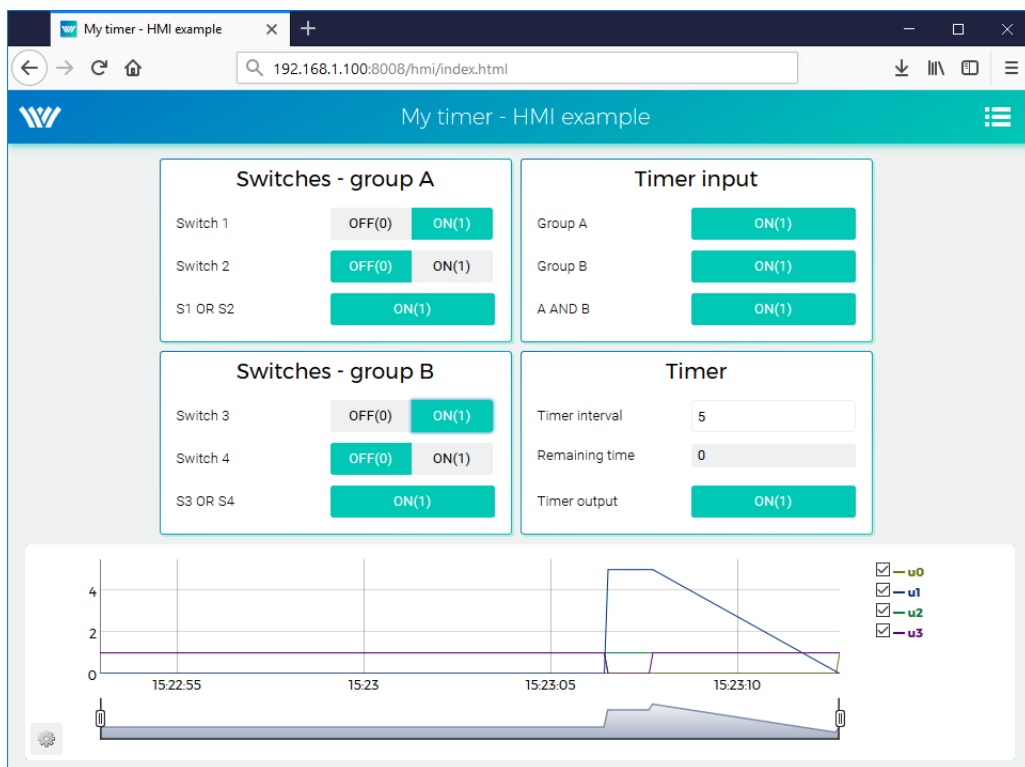 My timer - HMI example
192.168.1.100:8008/hmi/index.html
My timer - HMI example
Switches - group A
Switch 1 OFF(0) ON(1)
Switch 2 OFF(0) ON(1)
S1 OR S2 ON(1)
Timer input
Group A ON(1)
Group B ON(1)
A AND B ON(1)
Switches - group B
Switch 3 OFF(0) ON(1)
Switch 4 OFF(0) ON(1)
S3 OR S4 ON(1)
Timer
Timer interval 5
Remaining time 0
Timer output ON(1)
4
2
0
15:22:55 15:23 15:23:05 15:23:10
u0
u1
u2
u3